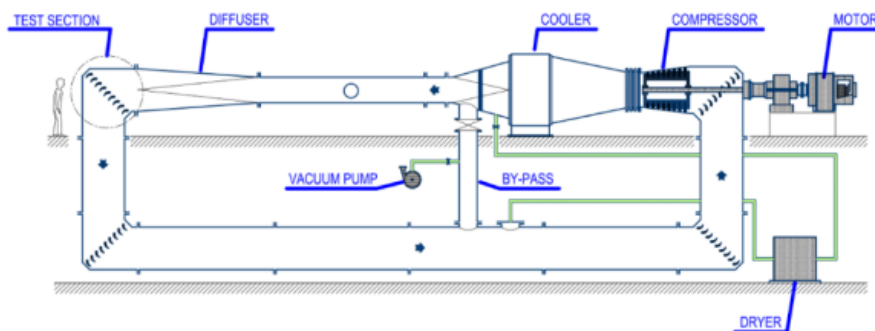 TEST SECTION
DIFFUSER
COOLER
COMPRESSOR
MOTOR
VACUUM PUMP
BY-PASS
DRYER